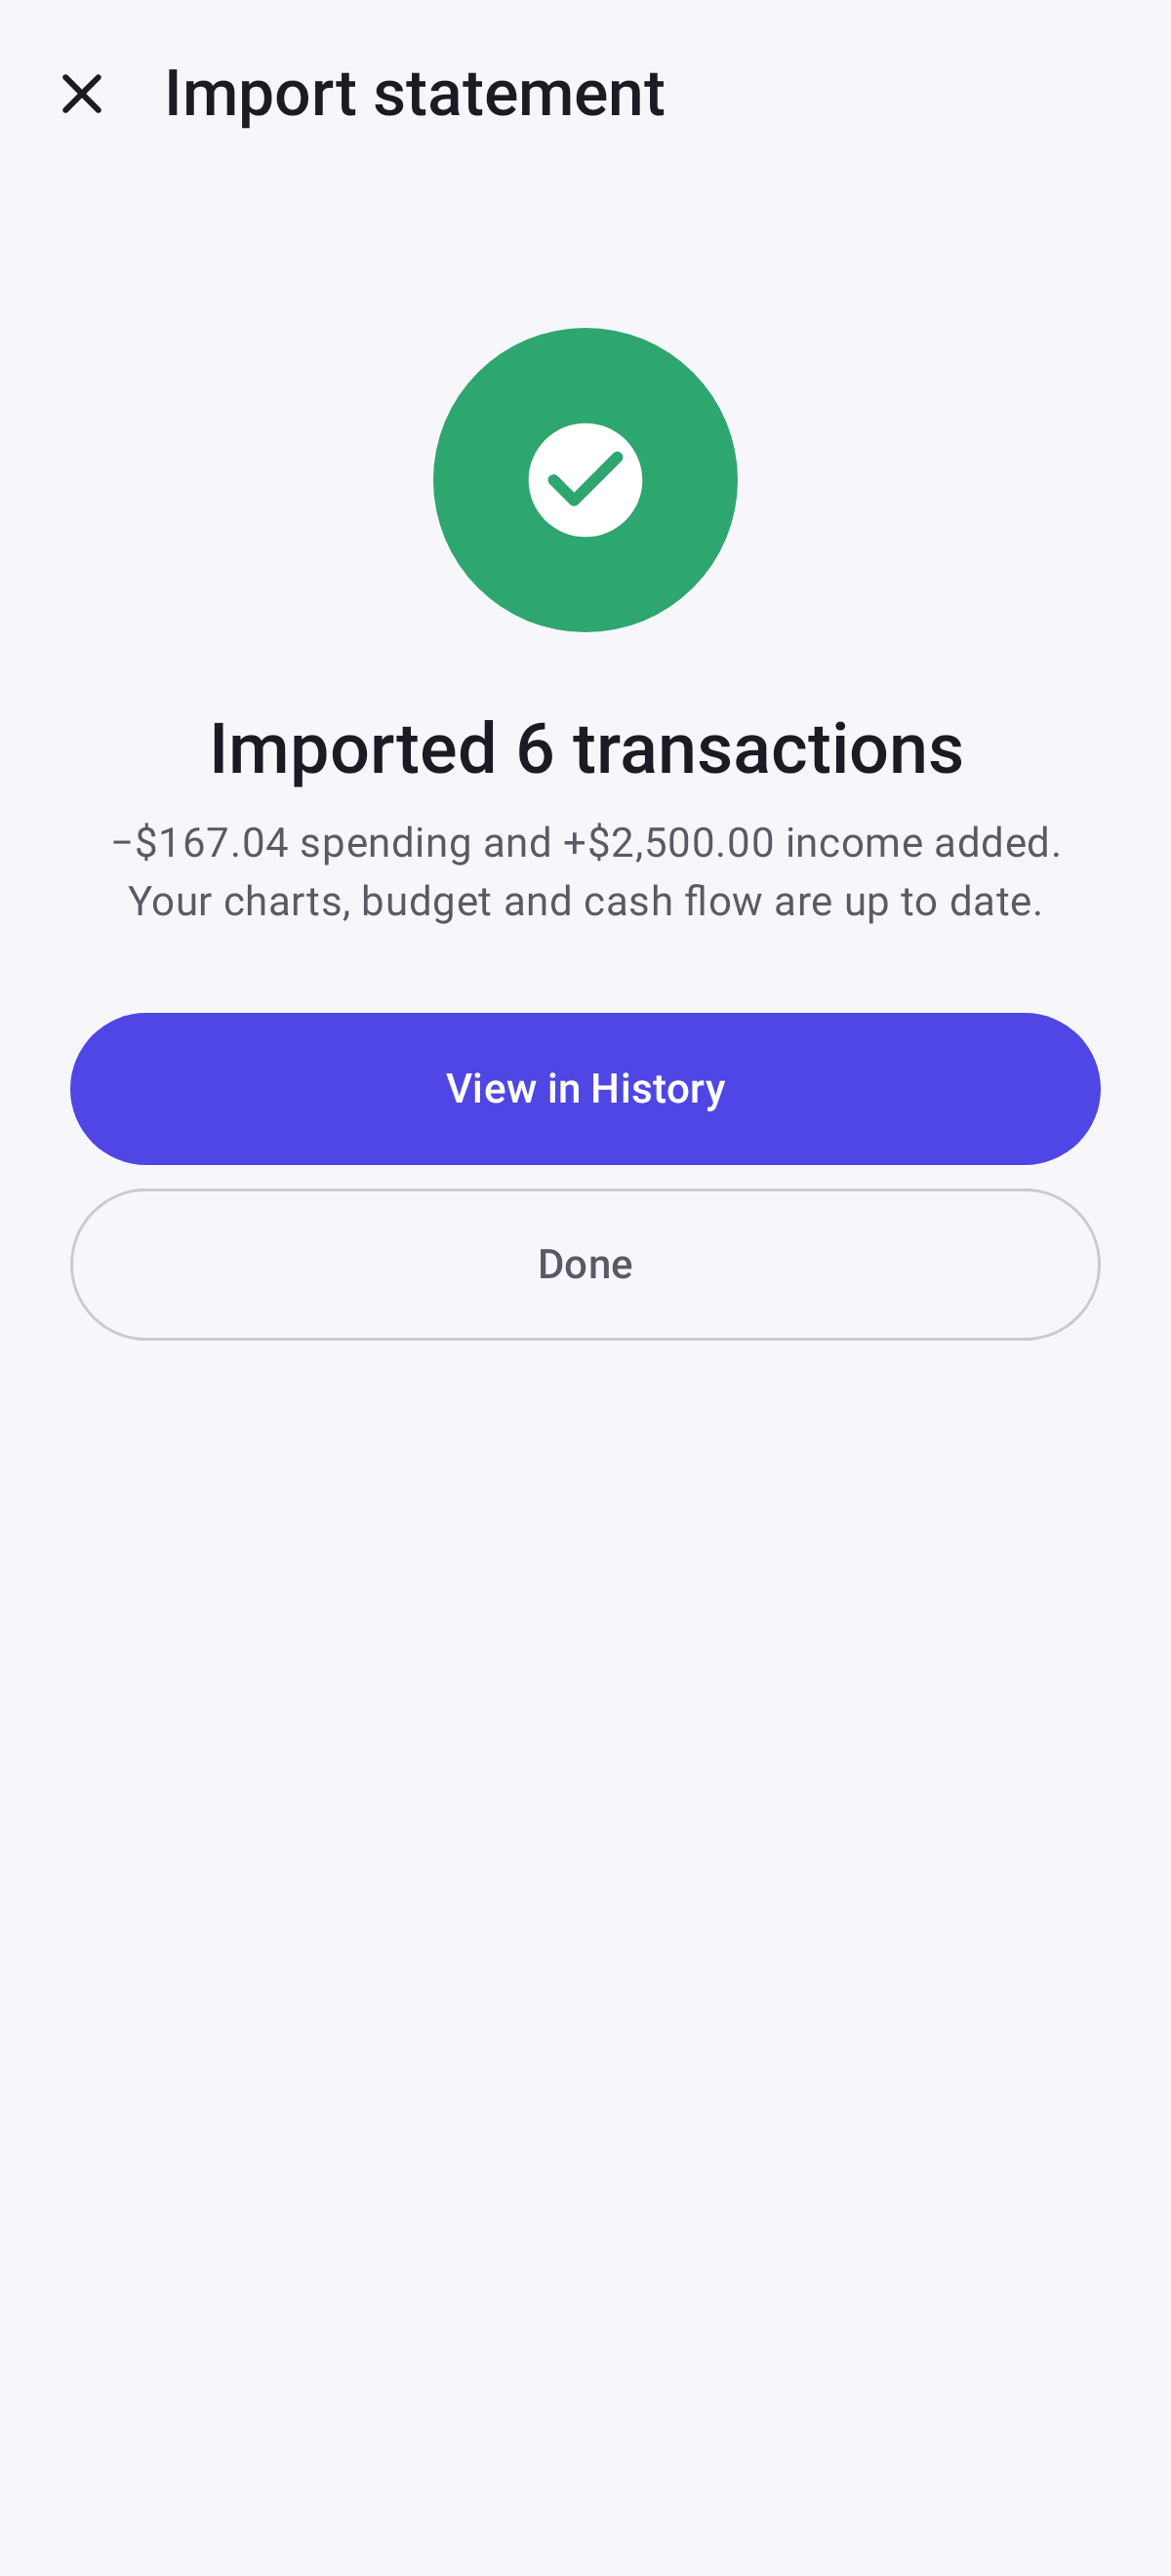 Import statement
Imported 6 transactions
−$167.04 spending and +$2,500.00 income added.
Your charts, budget and cash flow are up to date.
View in History
Done